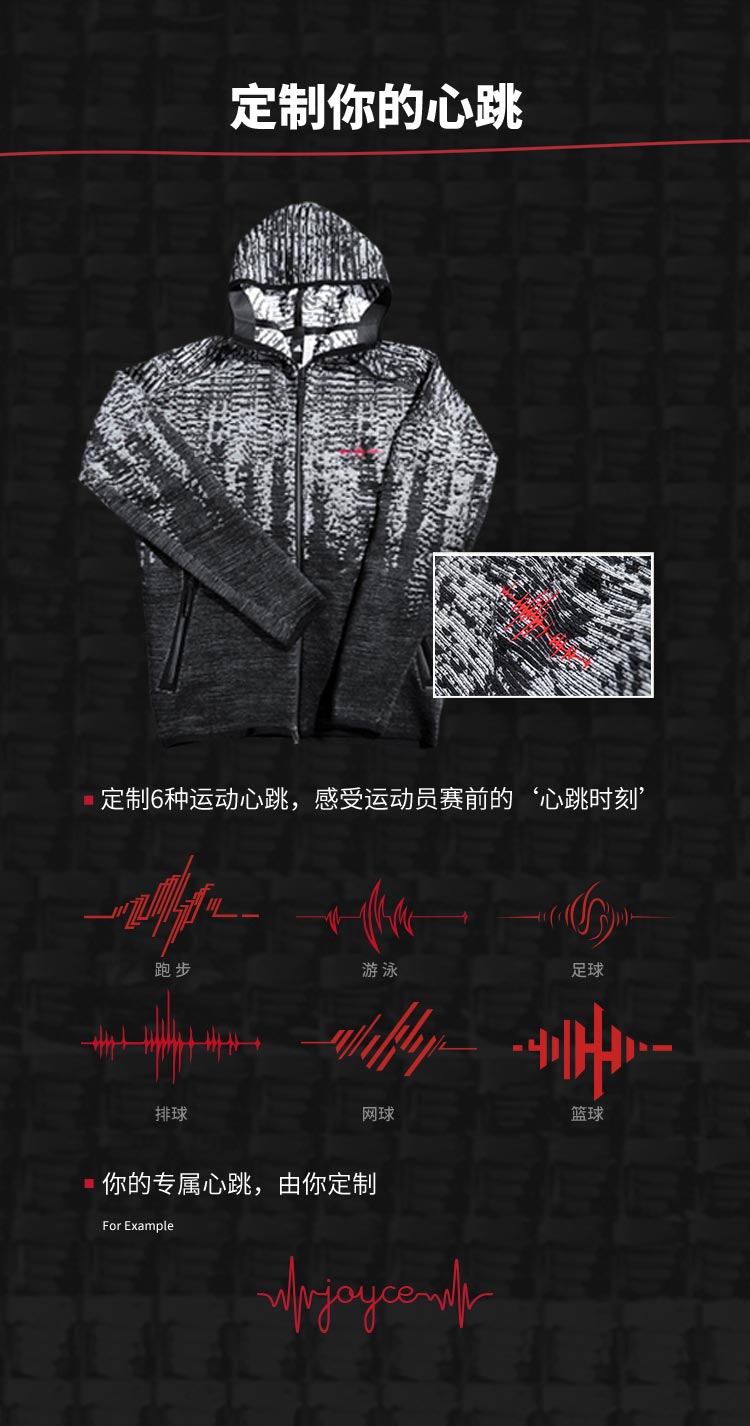 定制你的心跳
定制6种运动心跳，感受运动员赛前的‘心跳时刻’
跑 步
游 泳
足球
排球
网球
篮球
你的专属心跳，由你定制
For Example
joyce